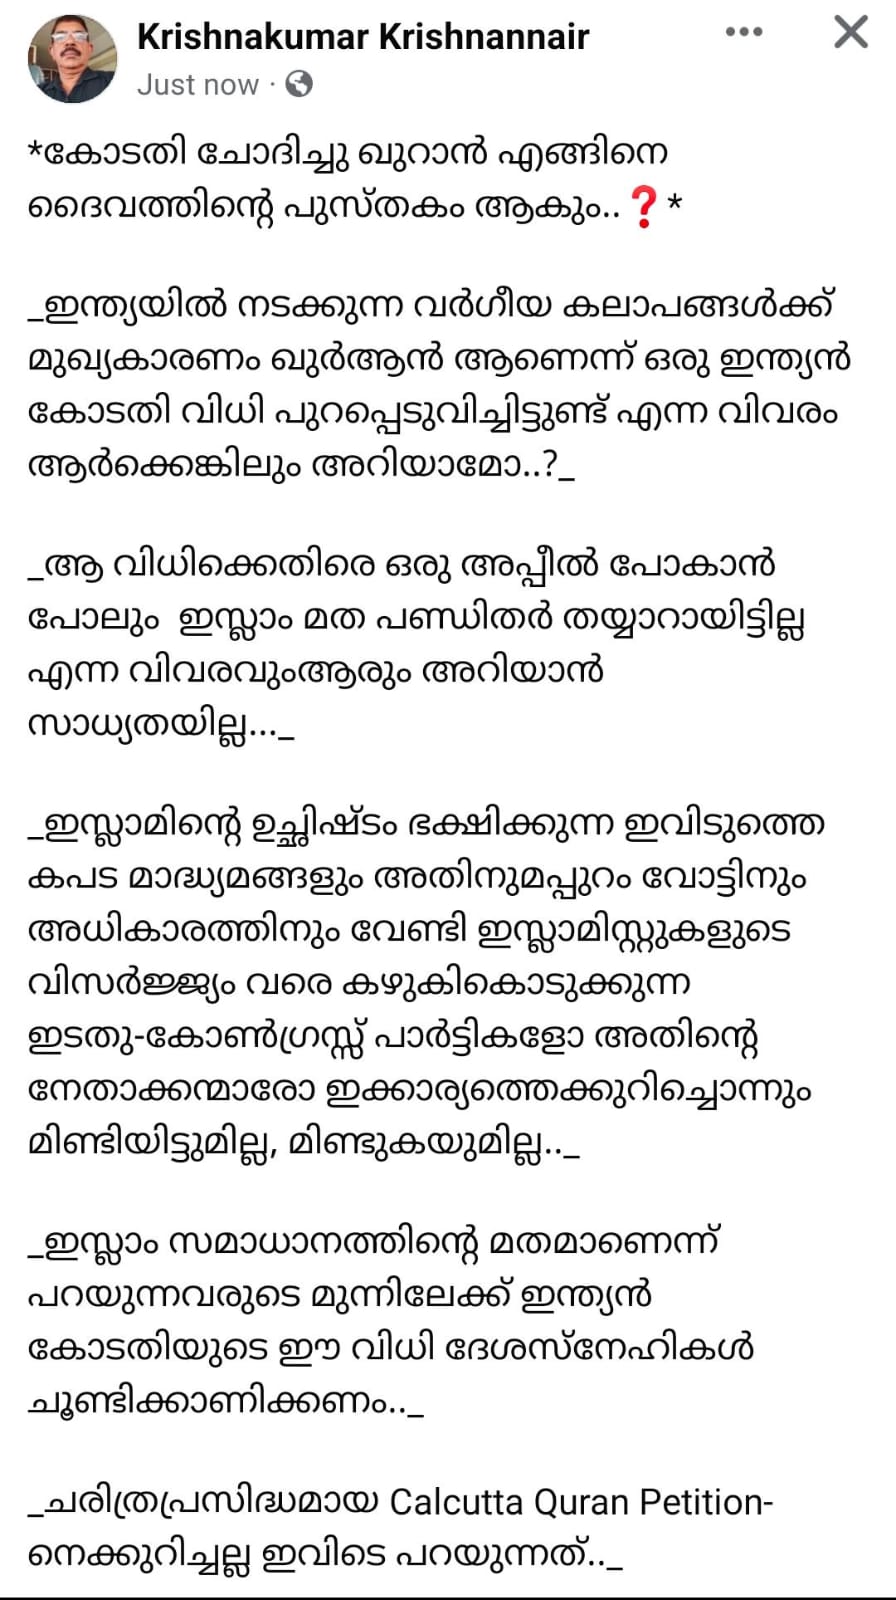 Krishnakumar Krishnannair
Just now ·
*കോടതി ചോദിച്ചു ഖുറാൻ എങ്ങിനെ
ദൈവത്തിന്റെ പുസ്തകം ആകും..❓*
_ഇന്ത്യയിൽ നടക്കുന്ന വർഗീയ കലാപങ്ങൾക്ക്
മുഖ്യകാരണം ഖുർആൻ ആണെന്ന് ഒരു ഇന്ത്യൻ
കോടതി വിധി പുറപ്പെടുവിച്ചിട്ടുണ്ട് എന്ന വിവരം
ആർക്കെങ്കിലും അറിയാമോ..?_
_ആ വിധിക്കെതിരെ ഒരു അപ്പീൽ പോകാൻ
പോലും  ഇസ്ലാം മത പണ്ഡിതർ തയ്യാറായിട്ടില്ല
എന്ന വിവരവുംആരും അറിയാൻ
സാധ്യതയില്ല..._
_ഇസ്ലാമിന്റെ ഉച്ഛിഷ്ടം ഭക്ഷിക്കുന്ന ഇവിടുത്തെ
കപട മാദ്ധ്യമങ്ങളും അതിനുമപ്പുറം വോട്ടിനും
അധികാരത്തിനും വേണ്ടി ഇസ്ലാമിസ്റ്റുകളുടെ
വിസർജ്ജ്യം വരെ കഴുകികൊടുക്കുന്ന
ഇടതു-കോൺഗ്രസ്സ് പാർട്ടികളോ അതിന്റെ
നേതാക്കന്മാരോ ഇക്കാര്യത്തെക്കുറിച്ചൊന്നും
മിണ്ടിയിട്ടുമില്ല, മിണ്ടുകയുമില്ല.._
_ഇസ്ലാം സമാധാനത്തിന്റെ മതമാണെന്ന്
പറയുന്നവരുടെ മുന്നിലേക്ക് ഇന്ത്യൻ
കോടതിയുടെ ഈ വിധി ദേശസ്നേഹികൾ
ചൂണ്ടിക്കാണിക്കണം.._
_ചരിത്രപ്രസിദ്ധമായ Calcutta Quran Petition-
നെക്കുറിച്ചല്ല ഇവിടെ പറയുന്നത്.._